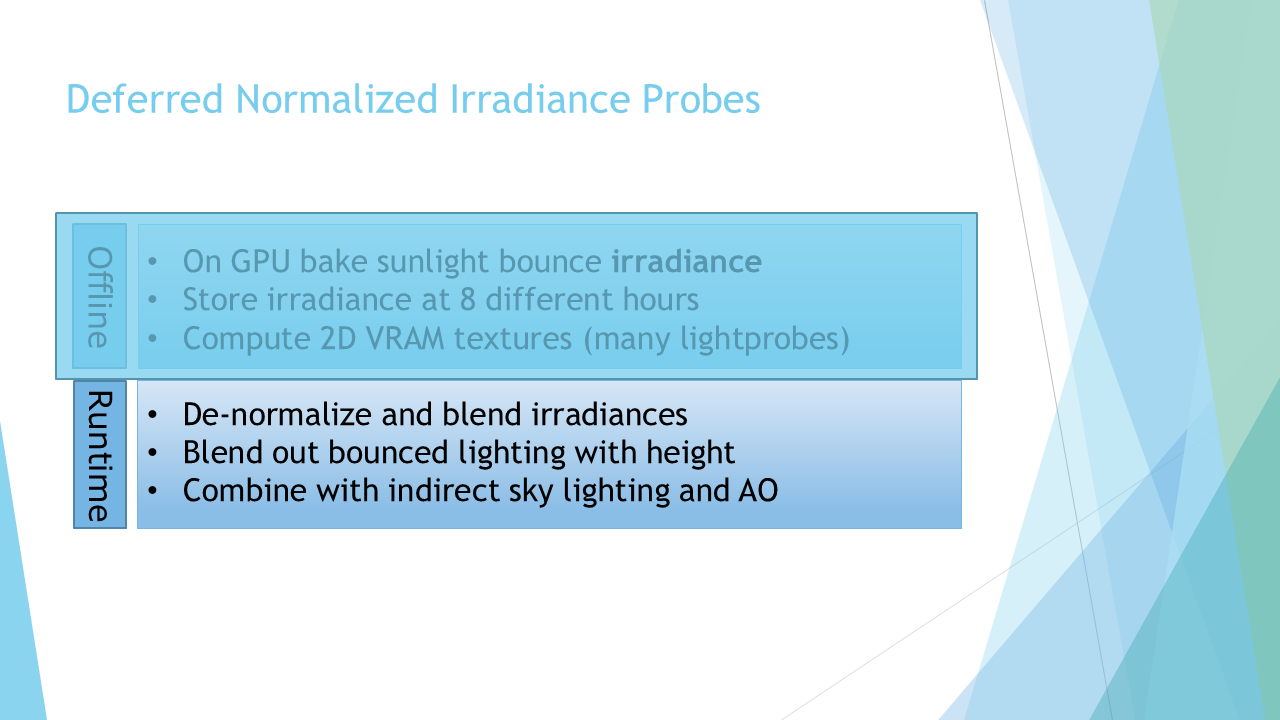 Deferred Normalized Irradiance Probes
Offline
• On GPU bake sunlight bounce irradiance
• Store irradiance at 8 different hours
• Compute 2D VRAM textures (many lightprobes)
Runtime
• De-normalize and blend irradiances
• Blend out bounced lighting with height
• Combine with indirect sky lighting and AO